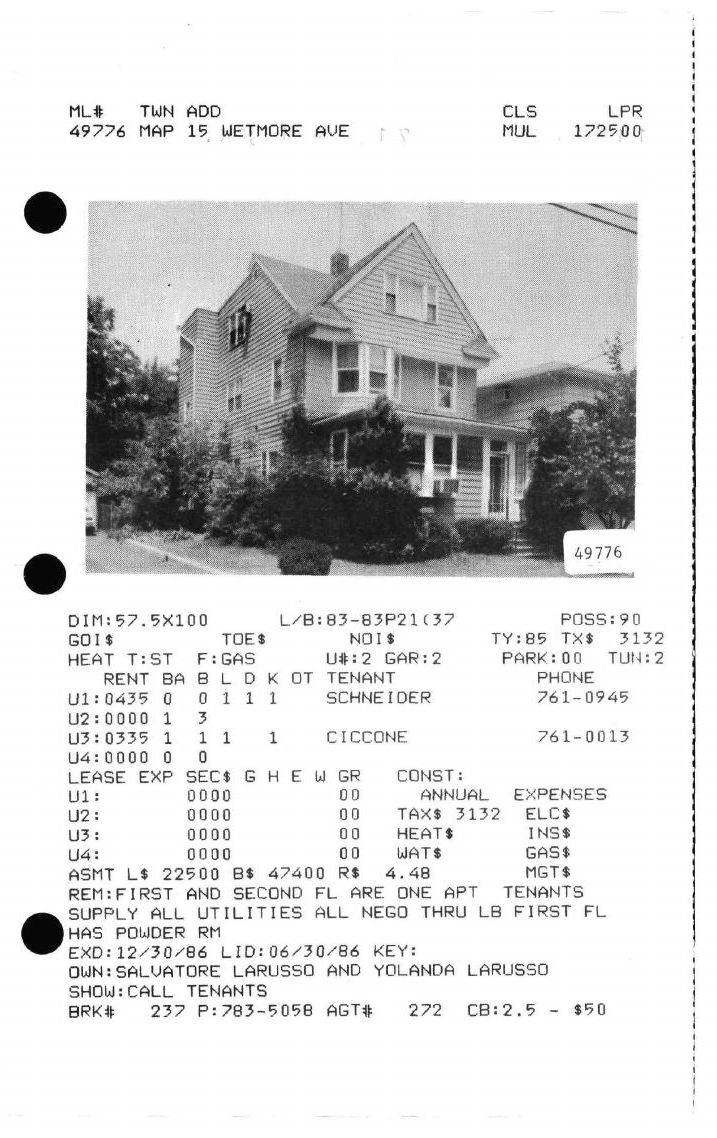 ML# TWN ADD CLS LPR
49776 MAP 15 WETMORE AVE MUL 172500
49776
DIM:57.5X100 L/B:83-83P21(37 POSS:90
GOI$ TOE$ NOI$ TY:85 TX$ 3132
HEAT T:ST F:GAS U#:2 GAR:2 PARK:00 TUN:2
RENT BA B L D K OT TENANT PHONE
U1:0435 0 0 1 1 1 SCHNEIDER 761-0945
U2:0000 1 3
U3:0335 1 1 1 1 CICCONE 761-0013
U4:0000 0 0
LEASE EXP SEC$ G H E W GR CONST:
U1: 0000 00 ANNUAL EXPENSES
U2: 0000 00 TAX$ 3132 ELC$
U3: 0000 00 HEAT$ INS$
U4: 0000 00 WAT$ GAS$
ASMT L$ 22500 B$ 47400 R$ 4.48 MGT$
REM:FIRST AND SECOND FL ARE ONE APT TENANTS
SUPPLY ALL UTILITIES ALL NEGO THRU LB FIRST FL
HAS POWDER RM
EXD:12/30/86 LID:06/30/86 KEY:
OWN:SALVATORE LARUSSO AND YOLANDA LARUSSO
SHOW:CALL TENANTS
BRK# 237 P:783-5058 AGT# 272 CB:2.5 - $50